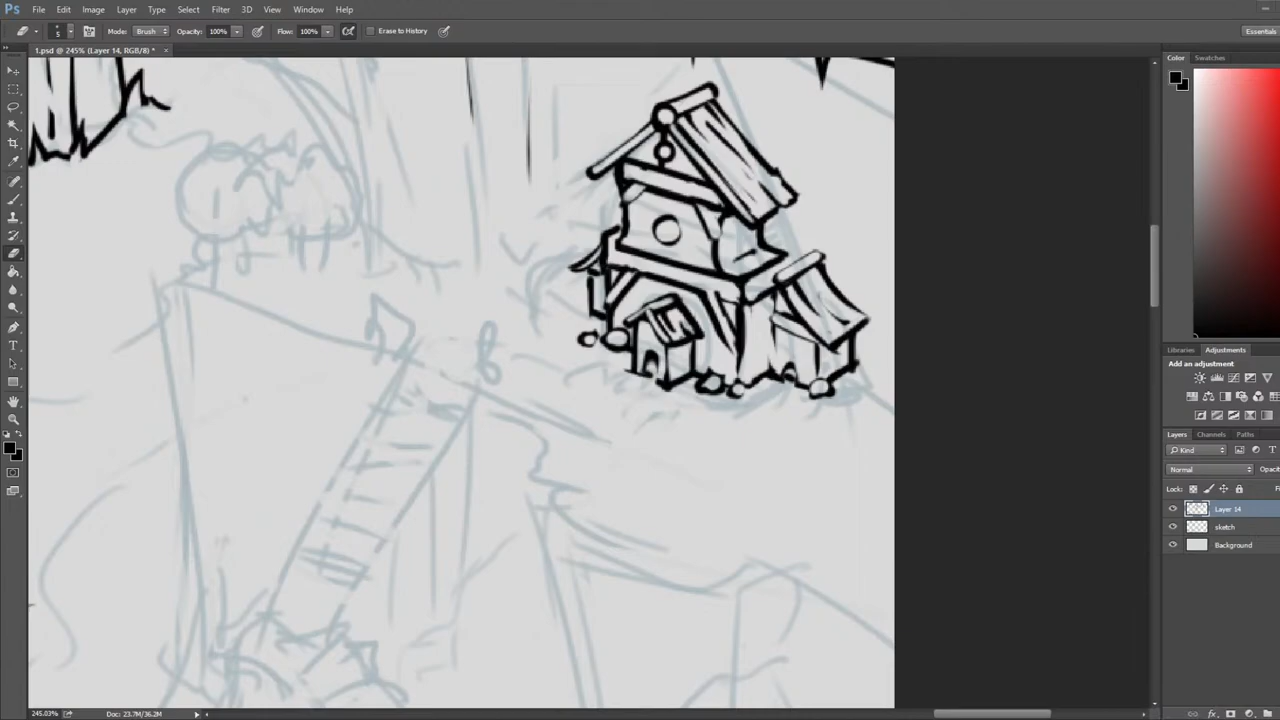 Ps File Edit Image Layer Type Select Filter 3D View Window Help
5 Mode: Brush Opacity: 100% Flow: 100% Erase to History Essentials
1.psd @ 245% (Layer 14, RGB/8) * ×
Color Swatches
Libraries Adjustments
Add an adjustment
Layers Channels Paths
Kind
Normal Opaci
Lock:
Layer 14
sketch
Background
245.03% Doc: 23.7M/36.2M